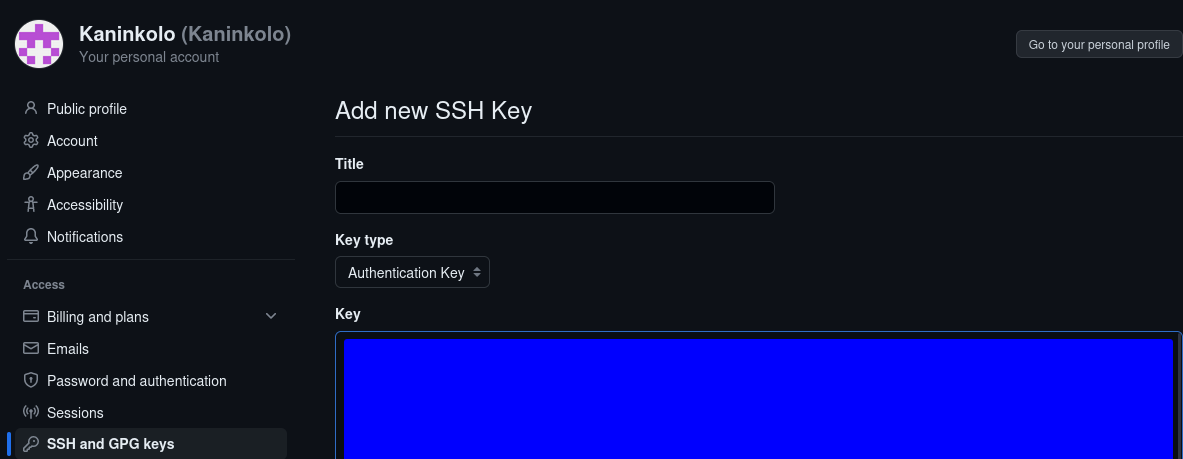 Kaninkolo (Kaninkolo)
Your personal account
Go to your personal profile
Public profile
Account
Appearance
Accessibility
Notifications
Access
Billing and plans
Emails
Password and authentication
Sessions
SSH and GPG keys
Add new SSH Key
Title
Key type
Authentication Key
Key